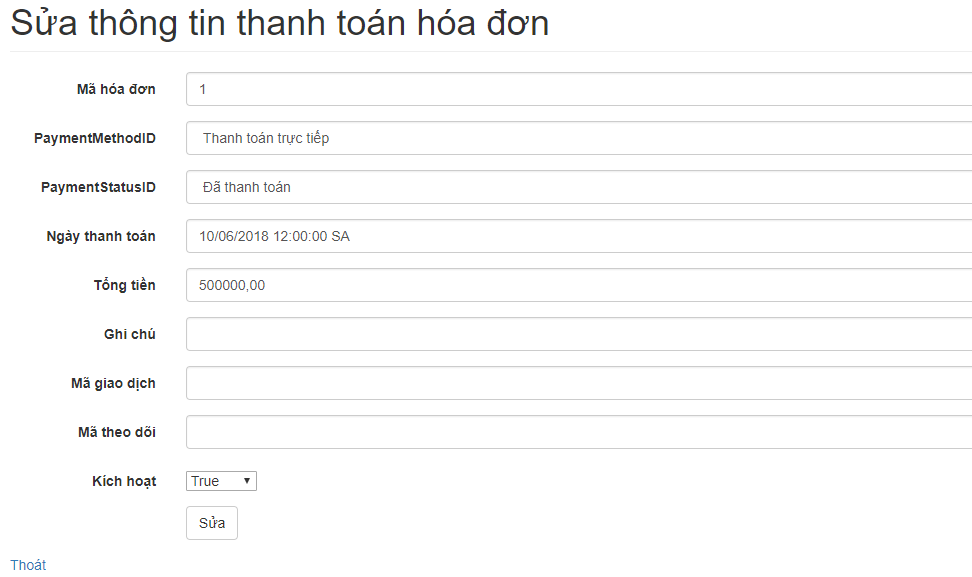 Sửa thông tin thanh toán hóa đơn
Mã hóa đơn 1
PaymentMethodID Thanh toán trực tiếp
PaymentStatusID Đã thanh toán
Ngày thanh toán 10/06/2018 12:00:00 SA
Tổng tiền 500000,00
Ghi chú
Mã giao dịch
Mã theo dõi
Kích hoạt True
Sửa
Thoát